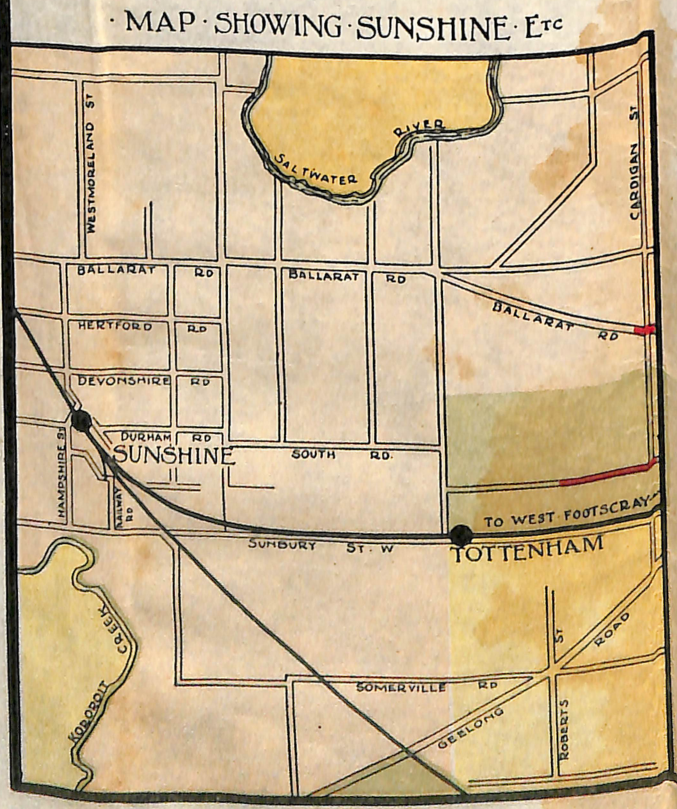 · MAP · SHOWING · SUNSHINE · ETC
WESTMORELAND ST
SALTWATER RIVER
CARDIGAN ST
BALLARAT RD
BALLARAT RD
BALLARAT RD
HERTFORD RD
DEVONSHIRE RD
DURHAM RD
SUNSHINE
SOUTH RD.
HAMPSHIRE ST
RAILWAY RD
TO WEST FOOTSCRAY
SUNBURY ST. W
TOTTENHAM
KOROROIT CREEK
ST
ROAD
SOMERVILLE RD
GEELONG
ROBERTS